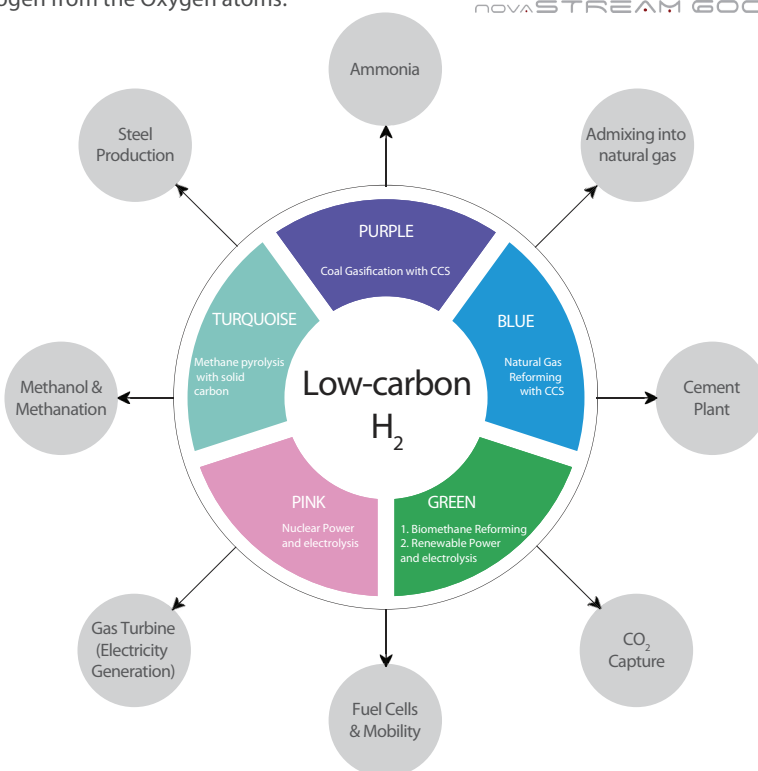 ogen from the Oxygen atoms.
novaSTREAM 600
Ammonia
Steel
Production
Admixing into
natural gas
PURPLE
Coal Gasification with CCS
TURQUOISE
Methane pyrolysis
with solid
carbon
BLUE
Natural Gas
Reforming
with CCS
Low-carbon
H₂
Methanol &
Methanation
Cement
Plant
PINK
Nuclear Power
and electrolysis
GREEN
1. Biomethane Reforming
2. Renewable Power
and electrolysis
Gas Turbine
(Electricity
Generation)
Fuel Cells
& Mobility
CO₂
Capture